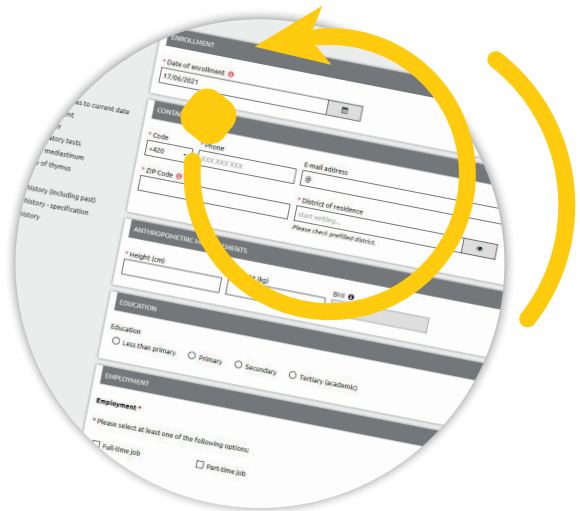 ENROLLMENT
* Date of enrollment
17/06/2021
as to current date
atory tests
mediastinum
of thymus
history (including past)
history - specification
history
* Code
* Phone
E-mail address
+420
XXX XXX XXX
@
* ZIP Code
* District of residence
start writing...
Please check prefilled district.
ANTHROPOMETRIC
* Height (cm)
(kg)
BMI
EDUCATION
Education
Less than primary
Primary
Secondary
Tertiary (academic)
EMPLOYMENT
Employment *
* Please select at least one of the following options:
Full-time job
Part-time job